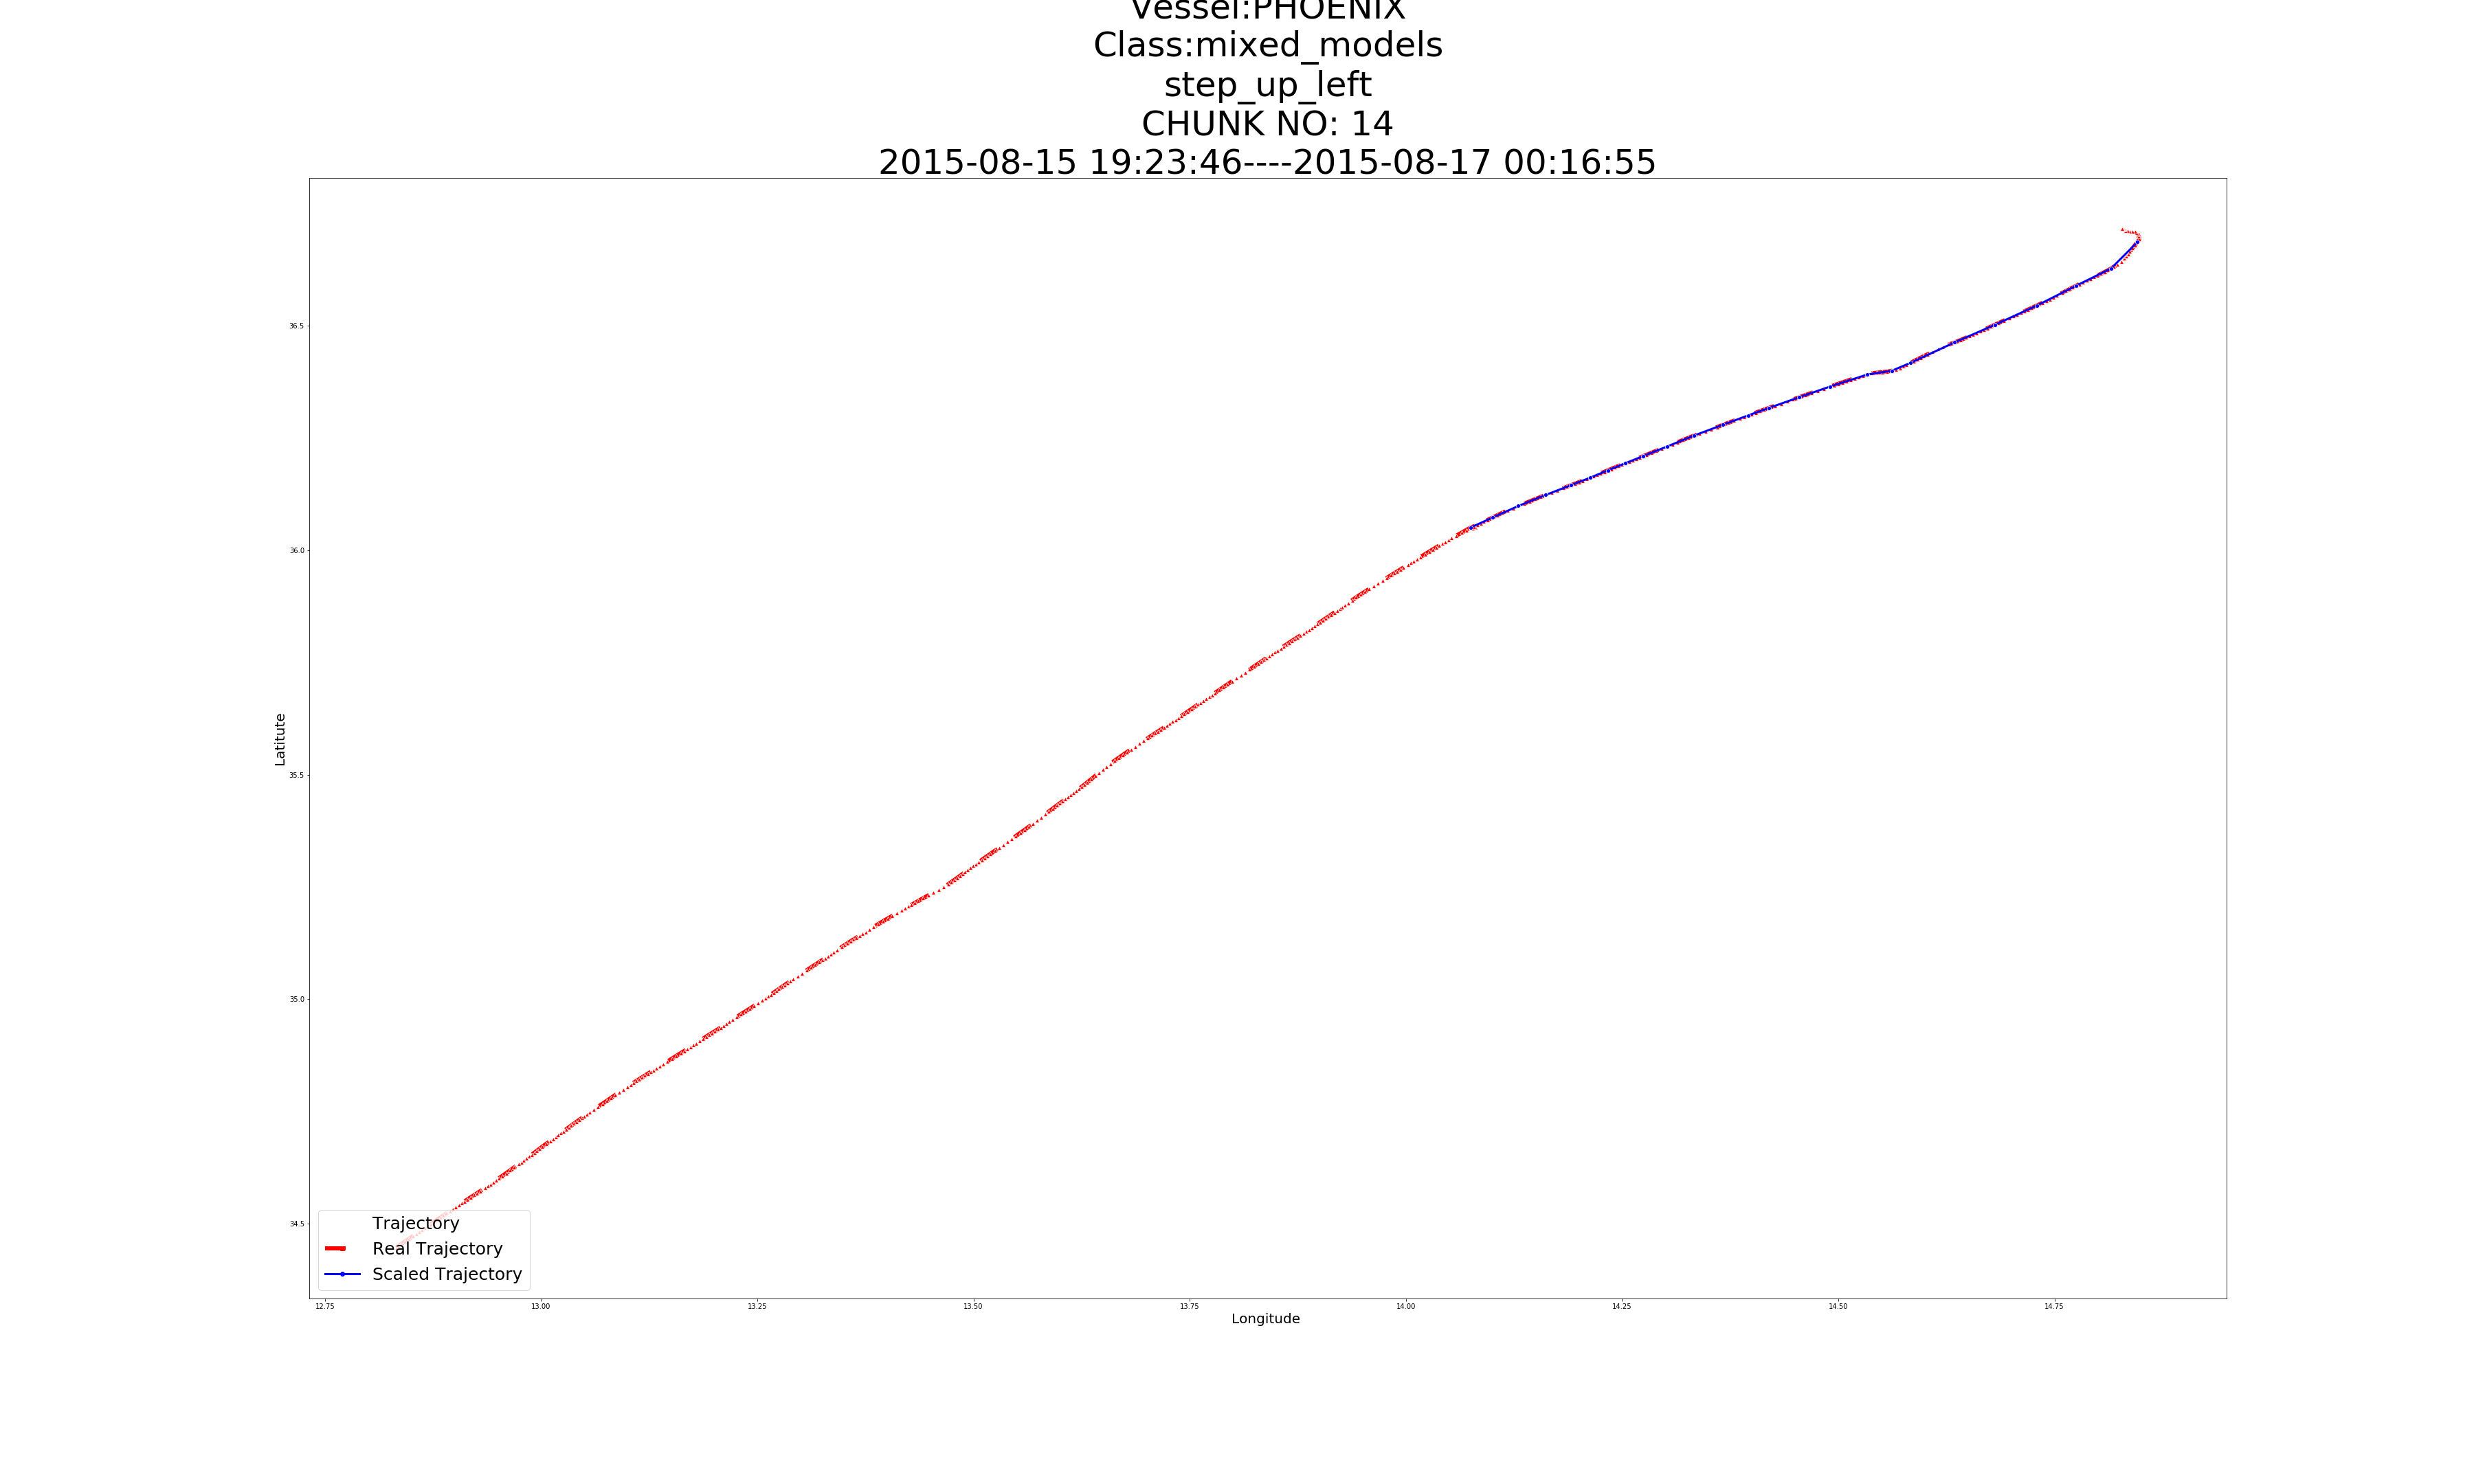 Vessel:PHOENIX
Class:mixed_models
step_up_left
CHUNK NO: 14
2015-08-15 19:23:46----2015-08-17 00:16:55
Latitute
36.5
36.0
35.5
35.0
34.5
Trajectory
Real Trajectory
Scaled Trajectory
12.75 13.00 13.25 13.50 13.75 14.00 14.25 14.50 14.75
Longitude